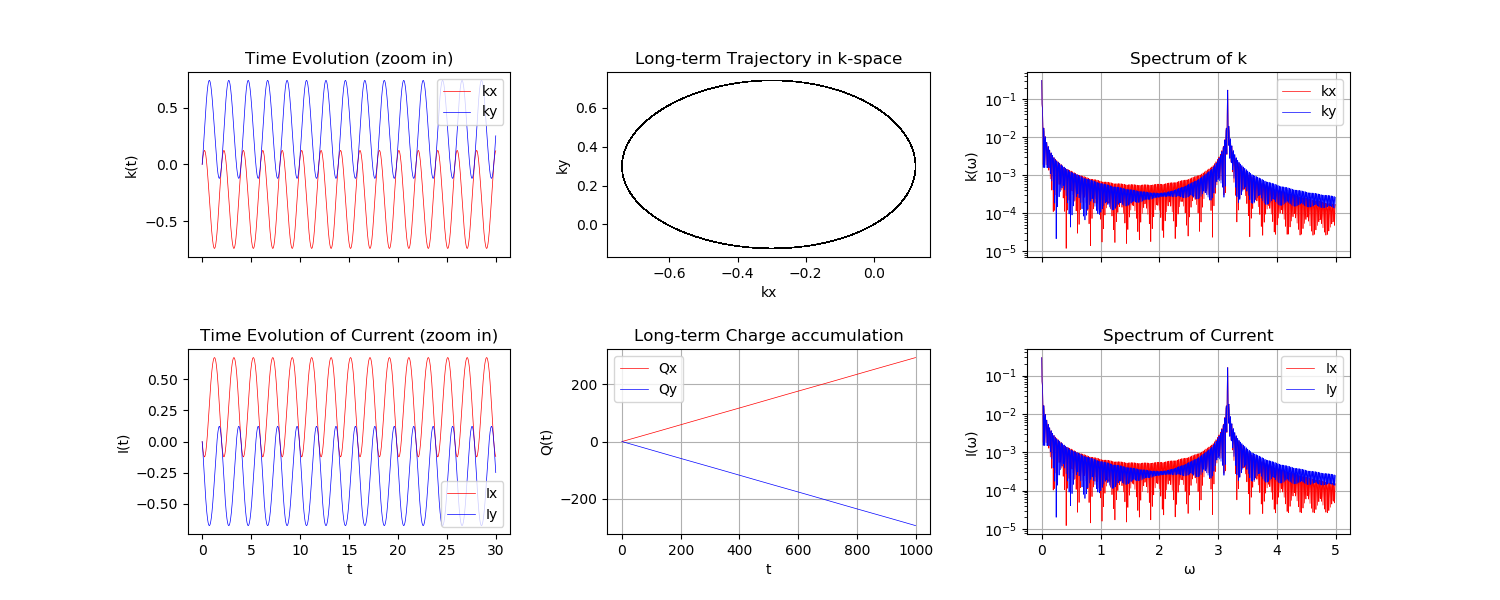 Time Evolution (zoom in)
k(t)
0.5
0.0
−0.5
kx
ky
Long-term Trajectory in k-space
ky
0.6
0.4
0.2
0.0
−0.6
−0.4
−0.2
0.0
kx
Spectrum of k
k(ω)
10⁻¹
10⁻²
10⁻³
10⁻⁴
10⁻⁵
kx
ky
Time Evolution of Current (zoom in)
I(t)
0.50
0.25
0.00
−0.25
−0.50
Ix
Iy
0
5
10
15
20
25
30
t
Long-term Charge accumulation
Q(t)
200
0
−200
Qx
Qy
0
200
400
600
800
1000
t
Spectrum of Current
I(ω)
10⁻¹
10⁻²
10⁻³
10⁻⁴
10⁻⁵
Ix
Iy
0
1
2
3
4
5
ω